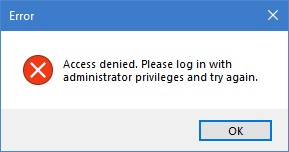 Error
Access denied. Please log in with
administrator privileges and try again.
OK